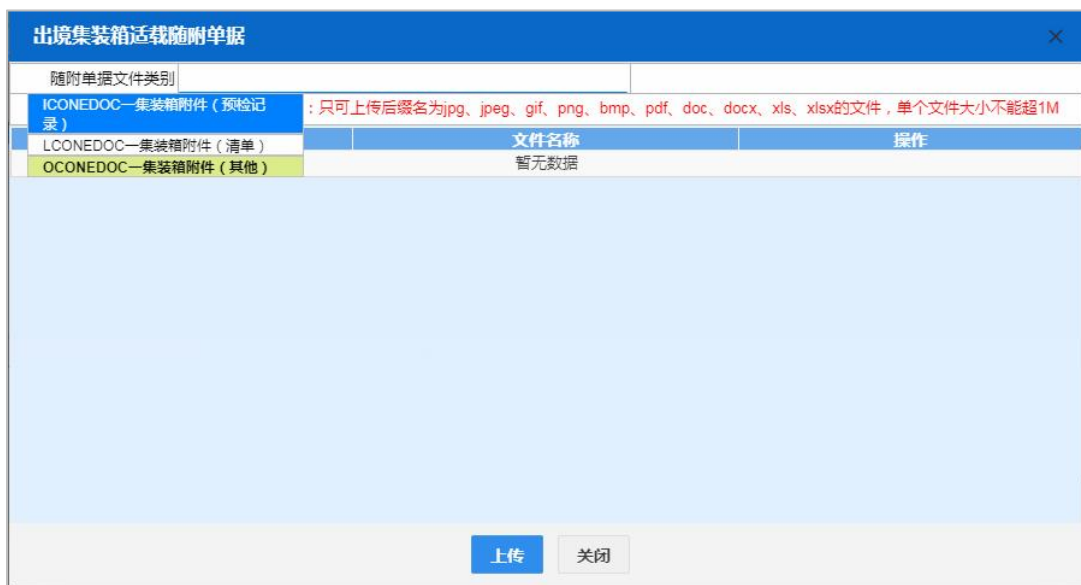 出境集装箱适载随附单据
随附单据文件类别
ICONEDOC—集装箱附件（预检记
录）
：只可上传后缀名为jpg、jpeg、gif、png、bmp、pdf、doc、docx、xls、xlsx的文件，单个文件大小不能超1M
LCONEDOC—集装箱附件（清单）
文件名称 操作
OCONEDOC—集装箱附件（其他）
暂无数据
上传 关闭